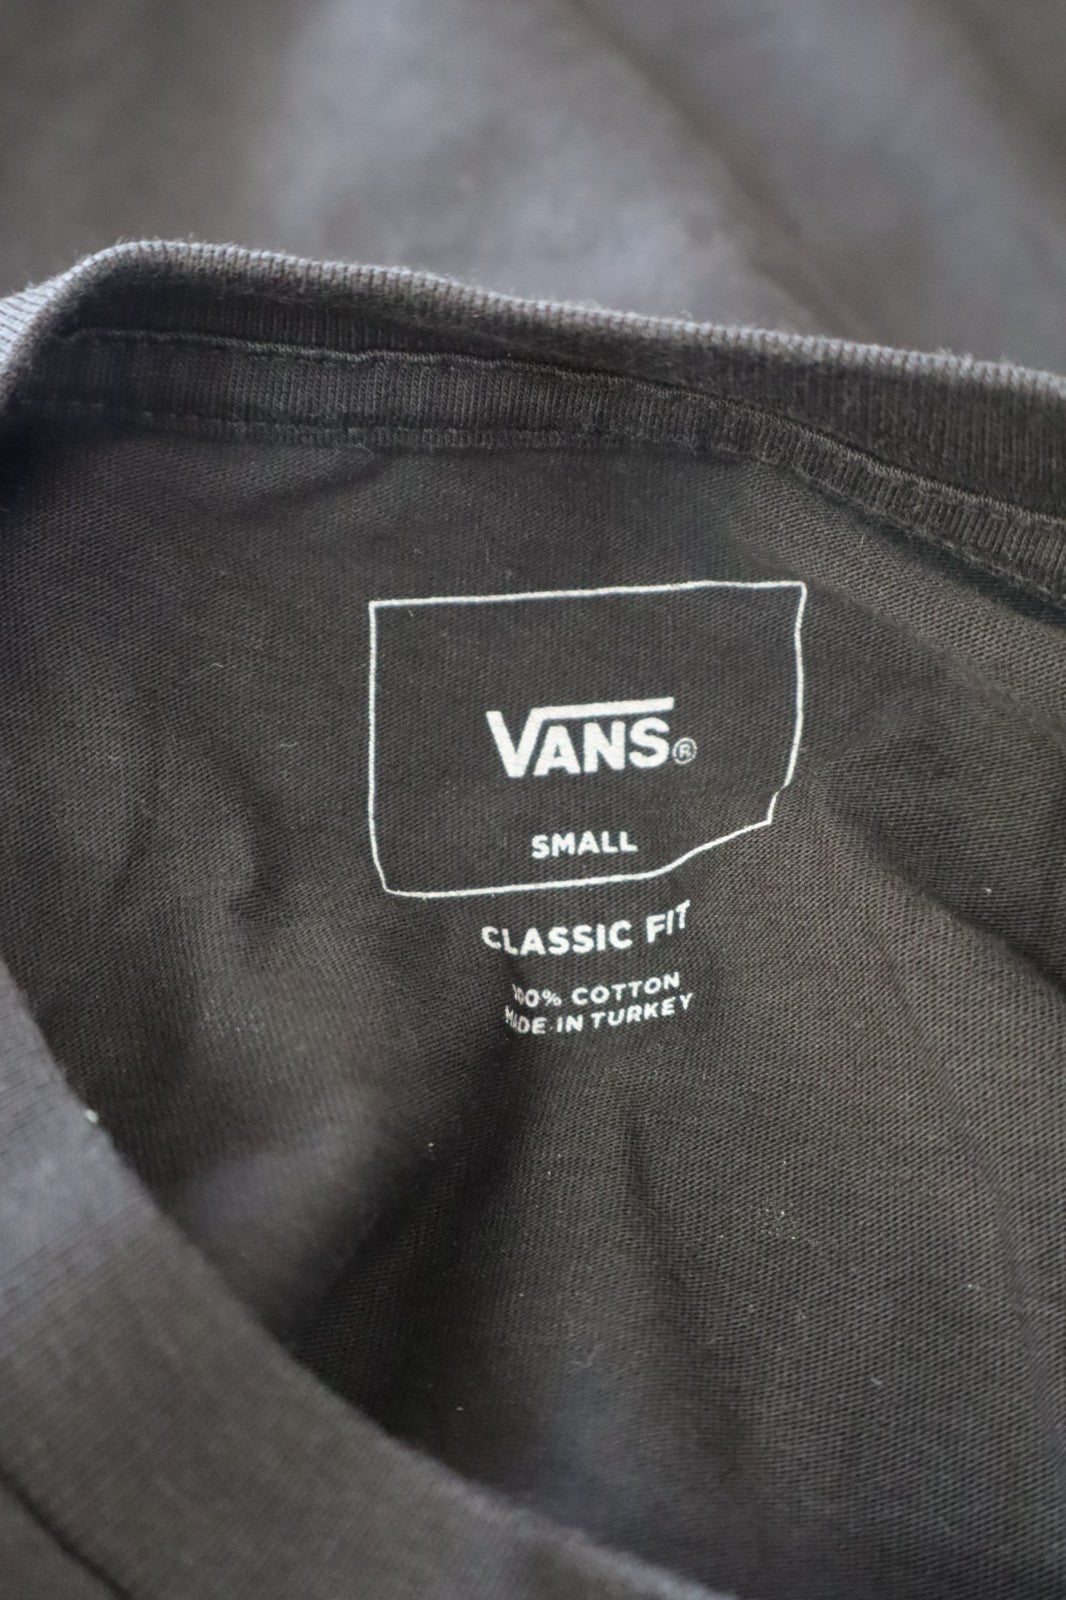 VANS®
SMALL
CLASSIC FIT
100% COTTON
MADE IN TURKEY